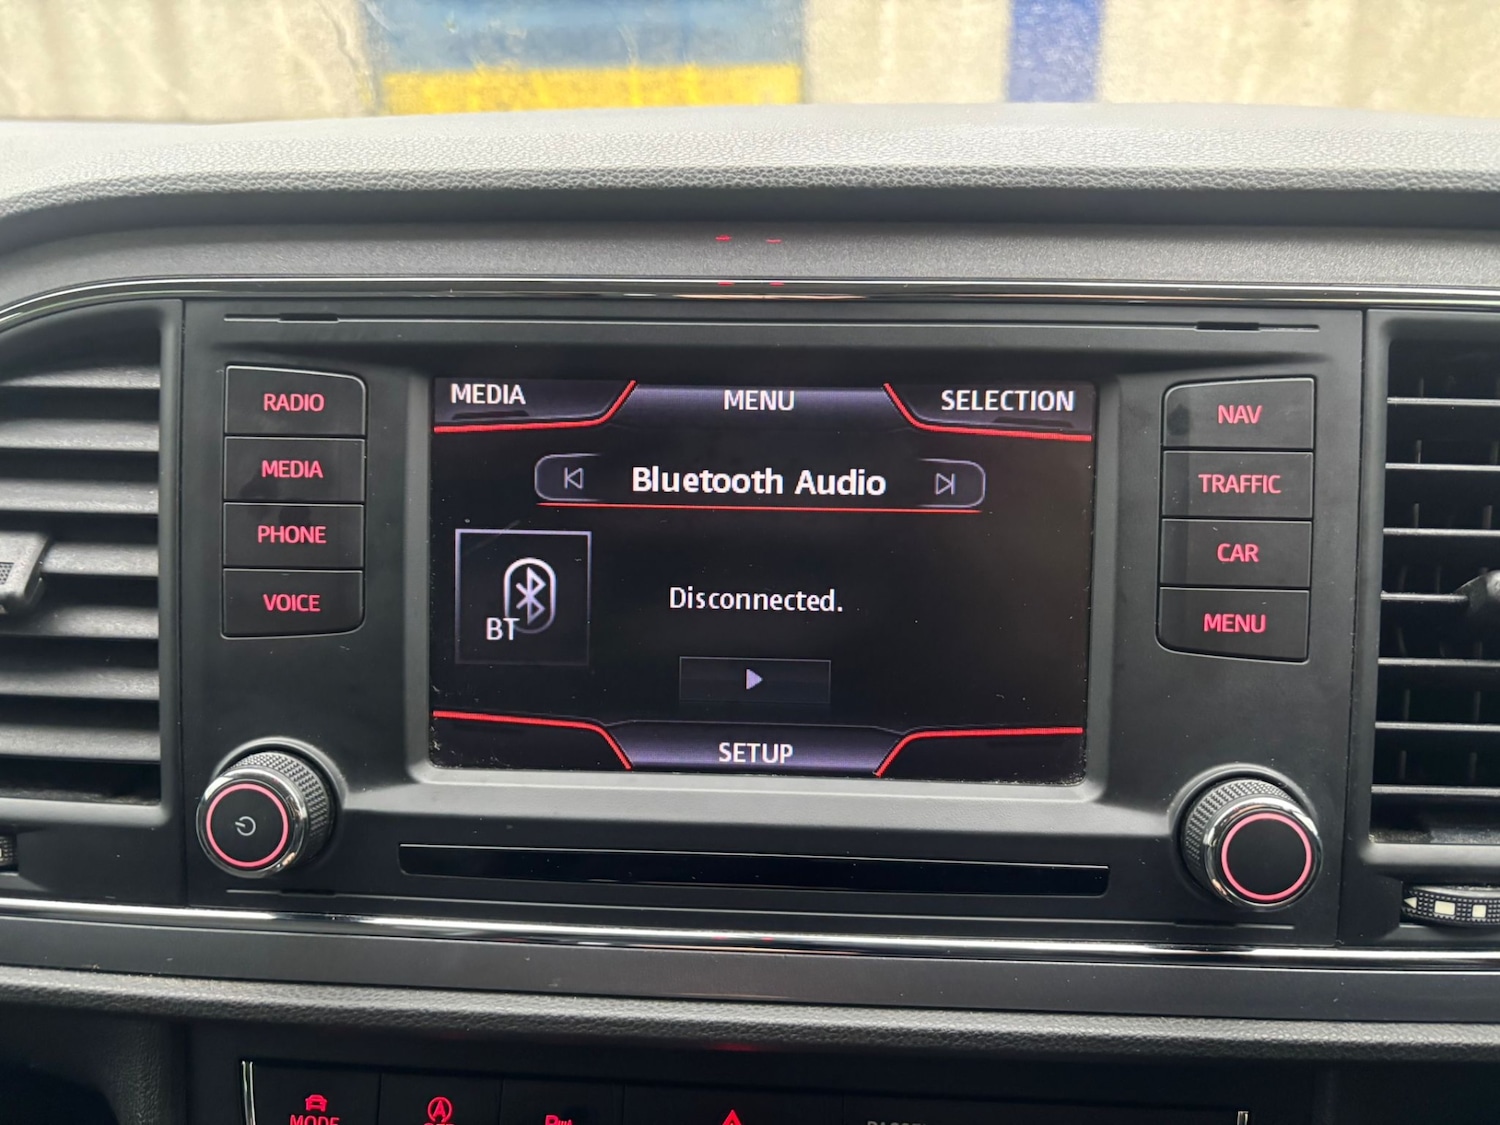 RADIO
MEDIA
PHONE
VOICE
MEDIA
MENU
SELECTION
Bluetooth Audio
BT
Disconnected.
SETUP
NAV
TRAFFIC
CAR
MENU
MODE